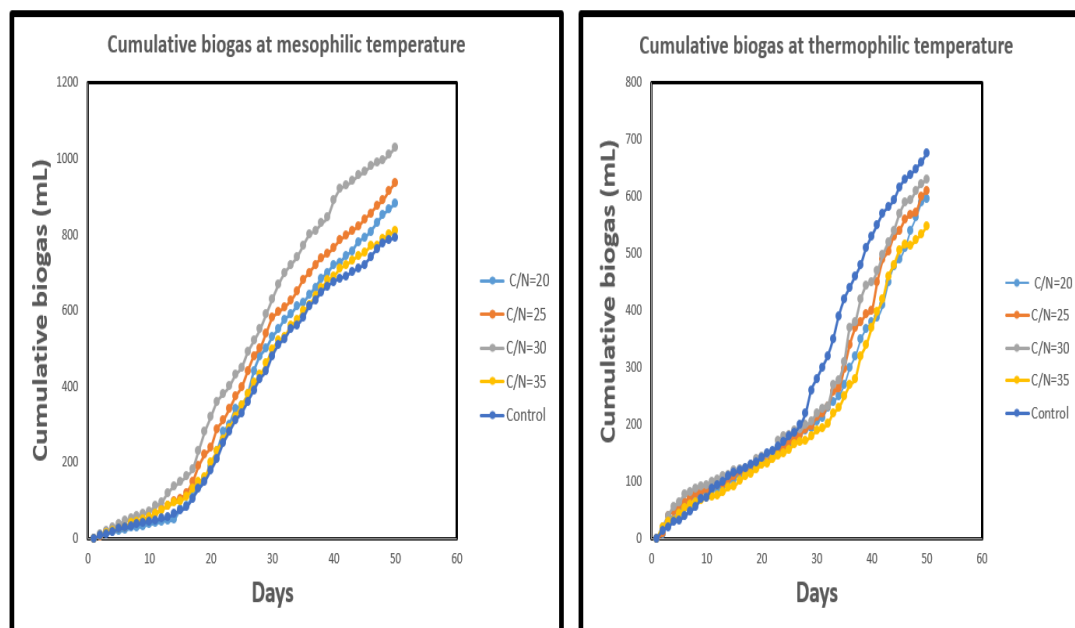 Cumulative biogas at mesophilic temperature
Cumulative biogas (mL)
1200
1000
800
600
400
200
0
0 10 20 30 40 50 60
Days
C/N=20
C/N=25
C/N=30
C/N=35
Control
Cumulative biogas at thermophilic temperature
Cumulative biogas (mL)
800
700
600
500
400
300
200
100
0
0 10 20 30 40 50 60
Days
C/N=20
C/N=25
C/N=30
C/N=35
Control